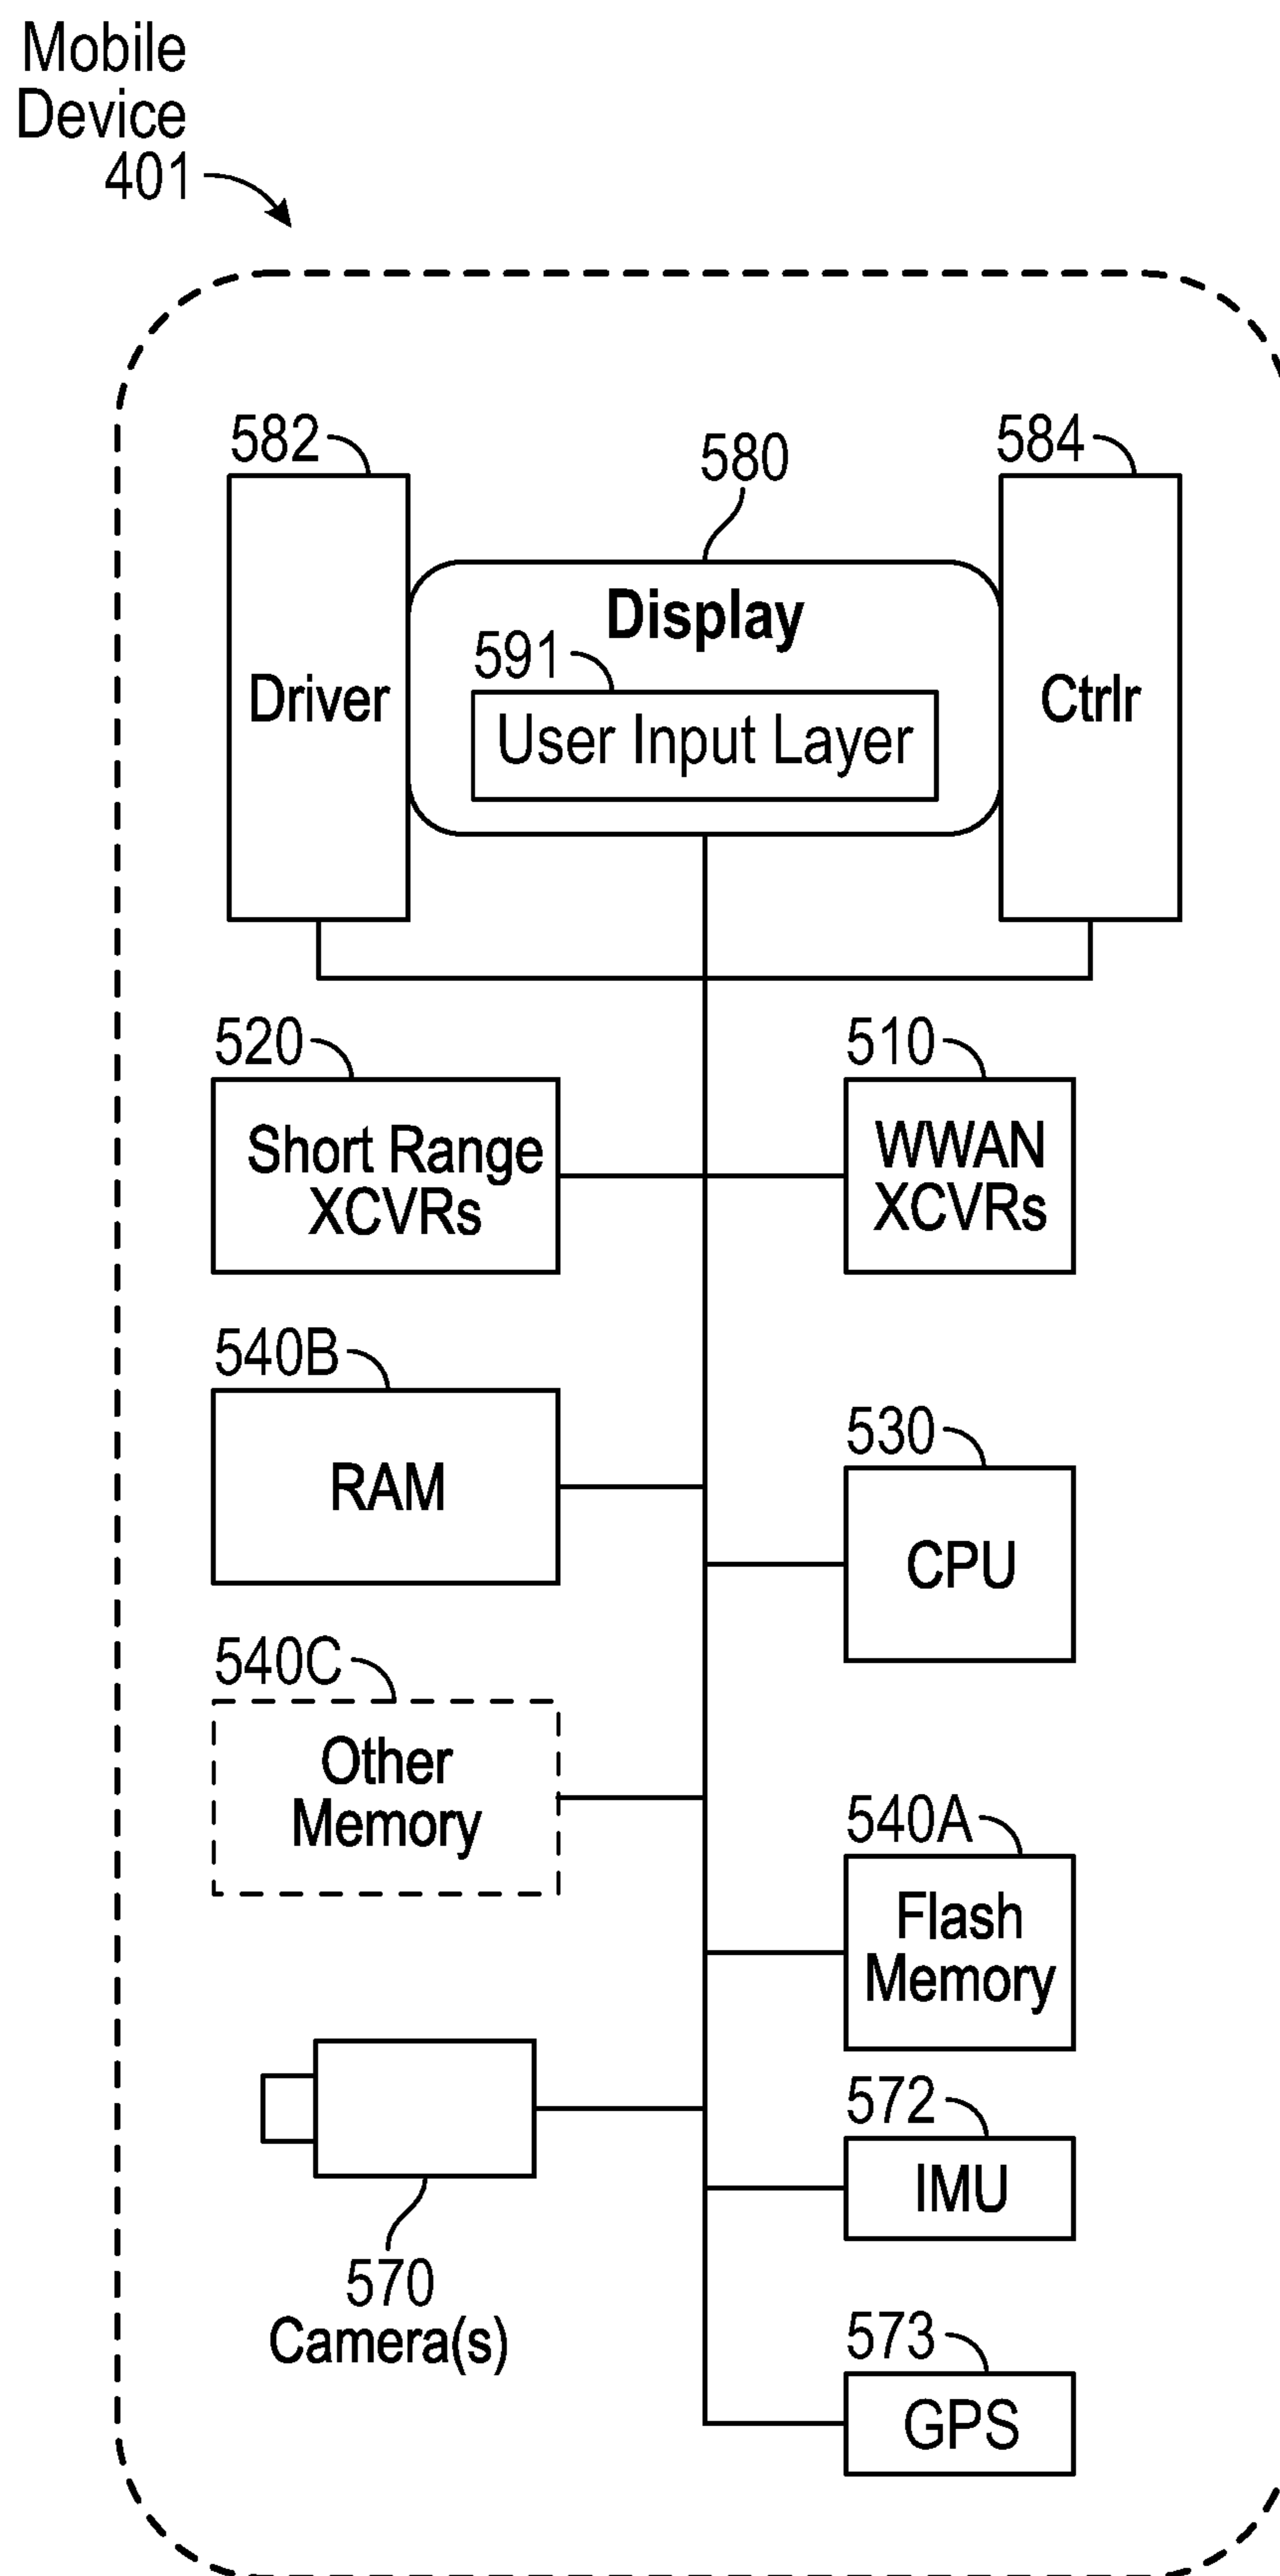 Mobile
Device
401
582
580
584
Display
591
Driver
User Input Layer
Ctrlr
520
510
Short Range
XCVRs
WWAN
XCVRs
540B
RAM
530
CPU
540C
Other
Memory
540A
Flash
Memory
572
IMU
570
Camera(s)
573
GPS